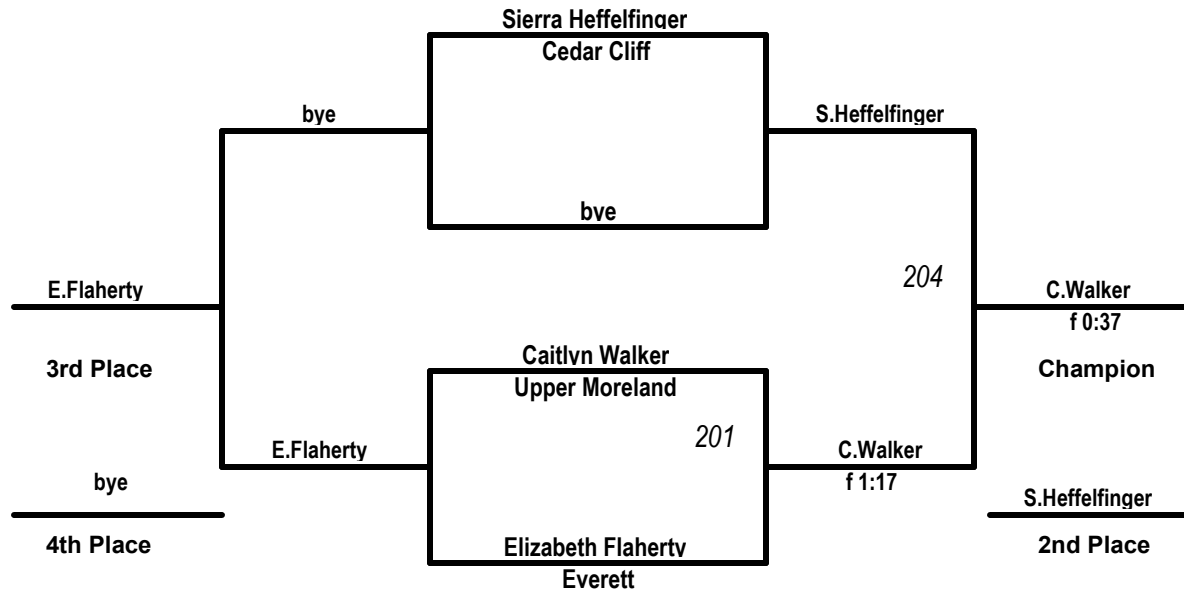 Sierra Heffelfinger
Cedar Cliff
bye
S.Heffelfinger
bye
204
E.Flaherty
C.Walker
f 0:37
3rd Place
Champion
Caitlyn Walker
Upper Moreland
201
E.Flaherty
C.Walker
f 1:17
bye
S.Heffelfinger
4th Place
2nd Place
Elizabeth Flaherty
Everett